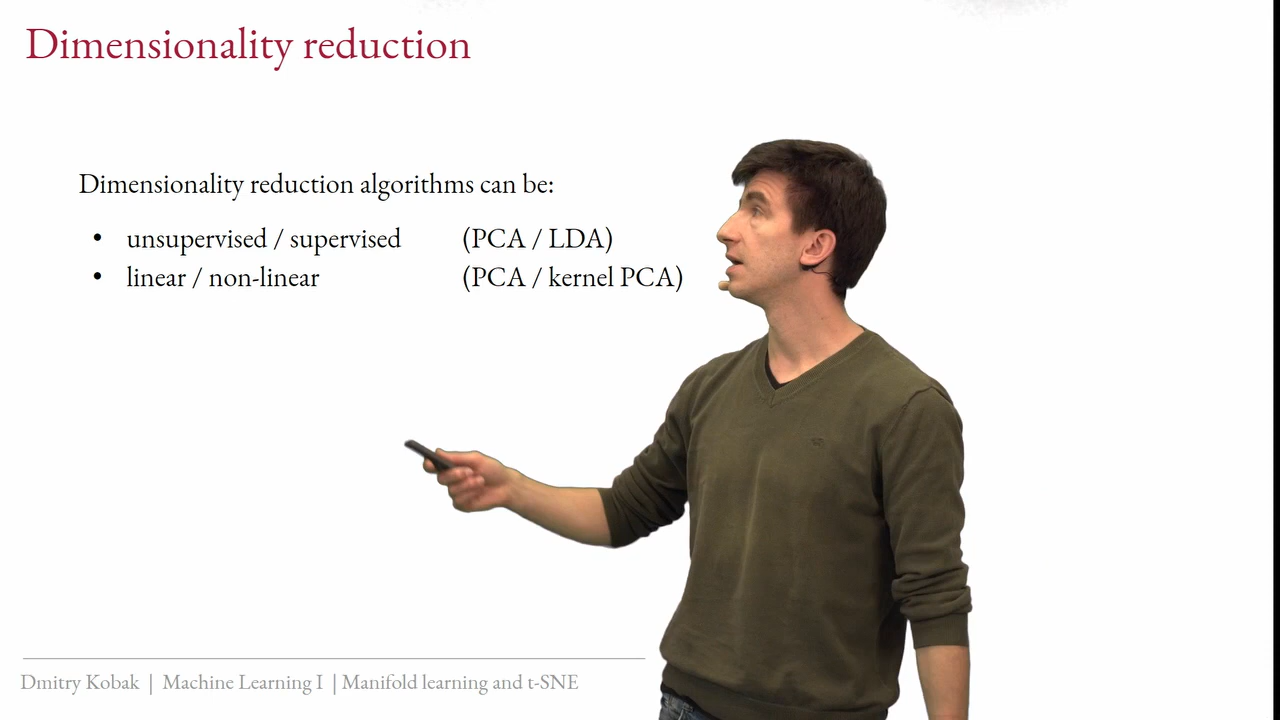 Dimensionality reduction
Dimensionality reduction algorithms can be:
• unsupervised / supervised (PCA / LDA)
• linear / non-linear (PCA / kernel PCA)
Dmitry Kobak | Machine Learning I | Manifold learning and t-SNE